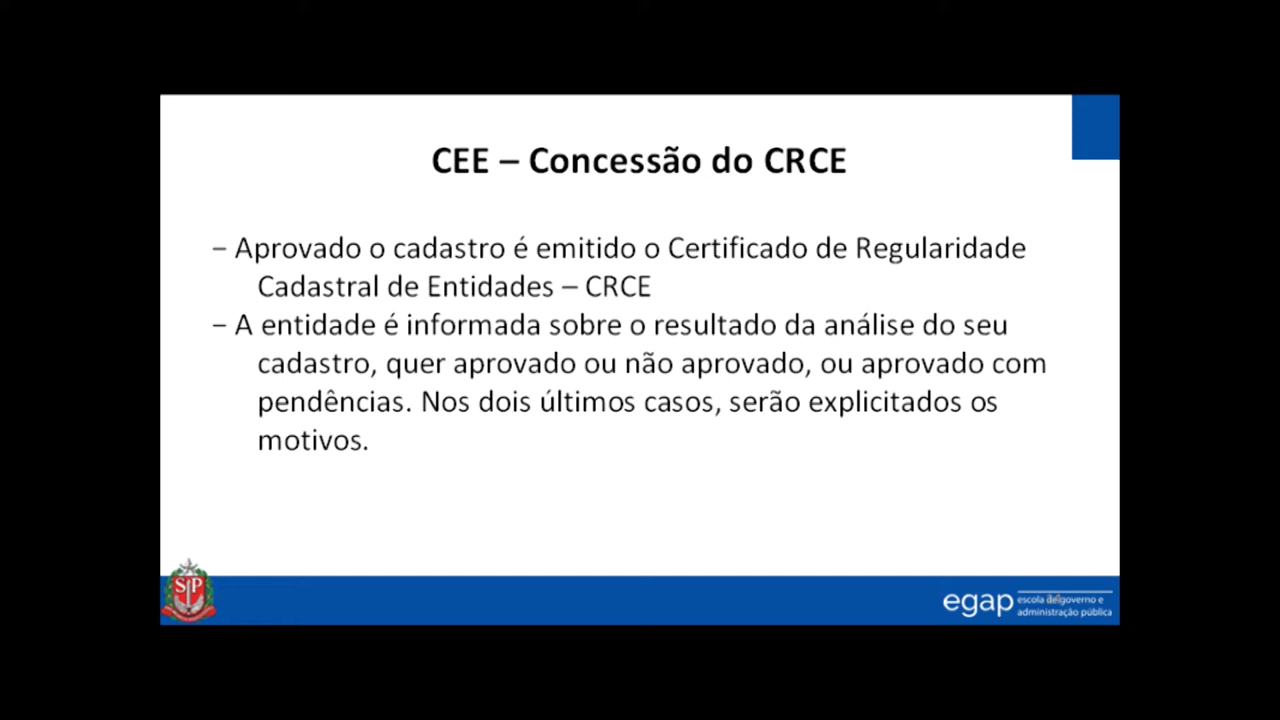 CEE – Concessão do CRCE
– Aprovado o cadastro é emitido o Certificado de Regularidade
Cadastral de Entidades – CRCE
– A entidade é informada sobre o resultado da análise do seu
cadastro, quer aprovado ou não aprovado, ou aprovado com
pendências. Nos dois últimos casos, serão explicitados os
motivos.
SP
egap
escola de governo e
administração pública